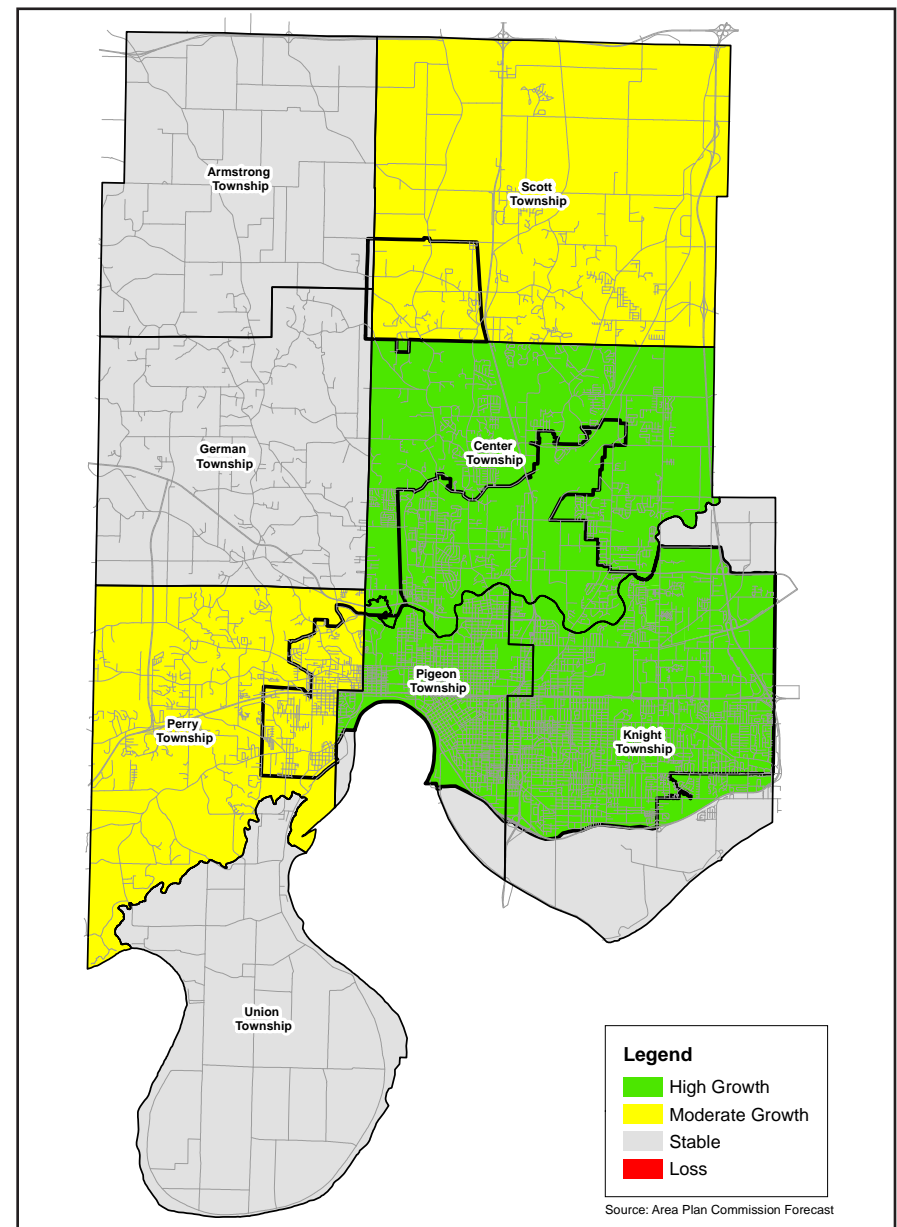 Armstrong
Township
Scott
Township
German
Township
Center
Township
Pigeon
Township
Perry
Township
Knight
Township
Union
Township
Legend
High Growth
Moderate Growth
Stable
Loss
Source: Area Plan Commission Forecast